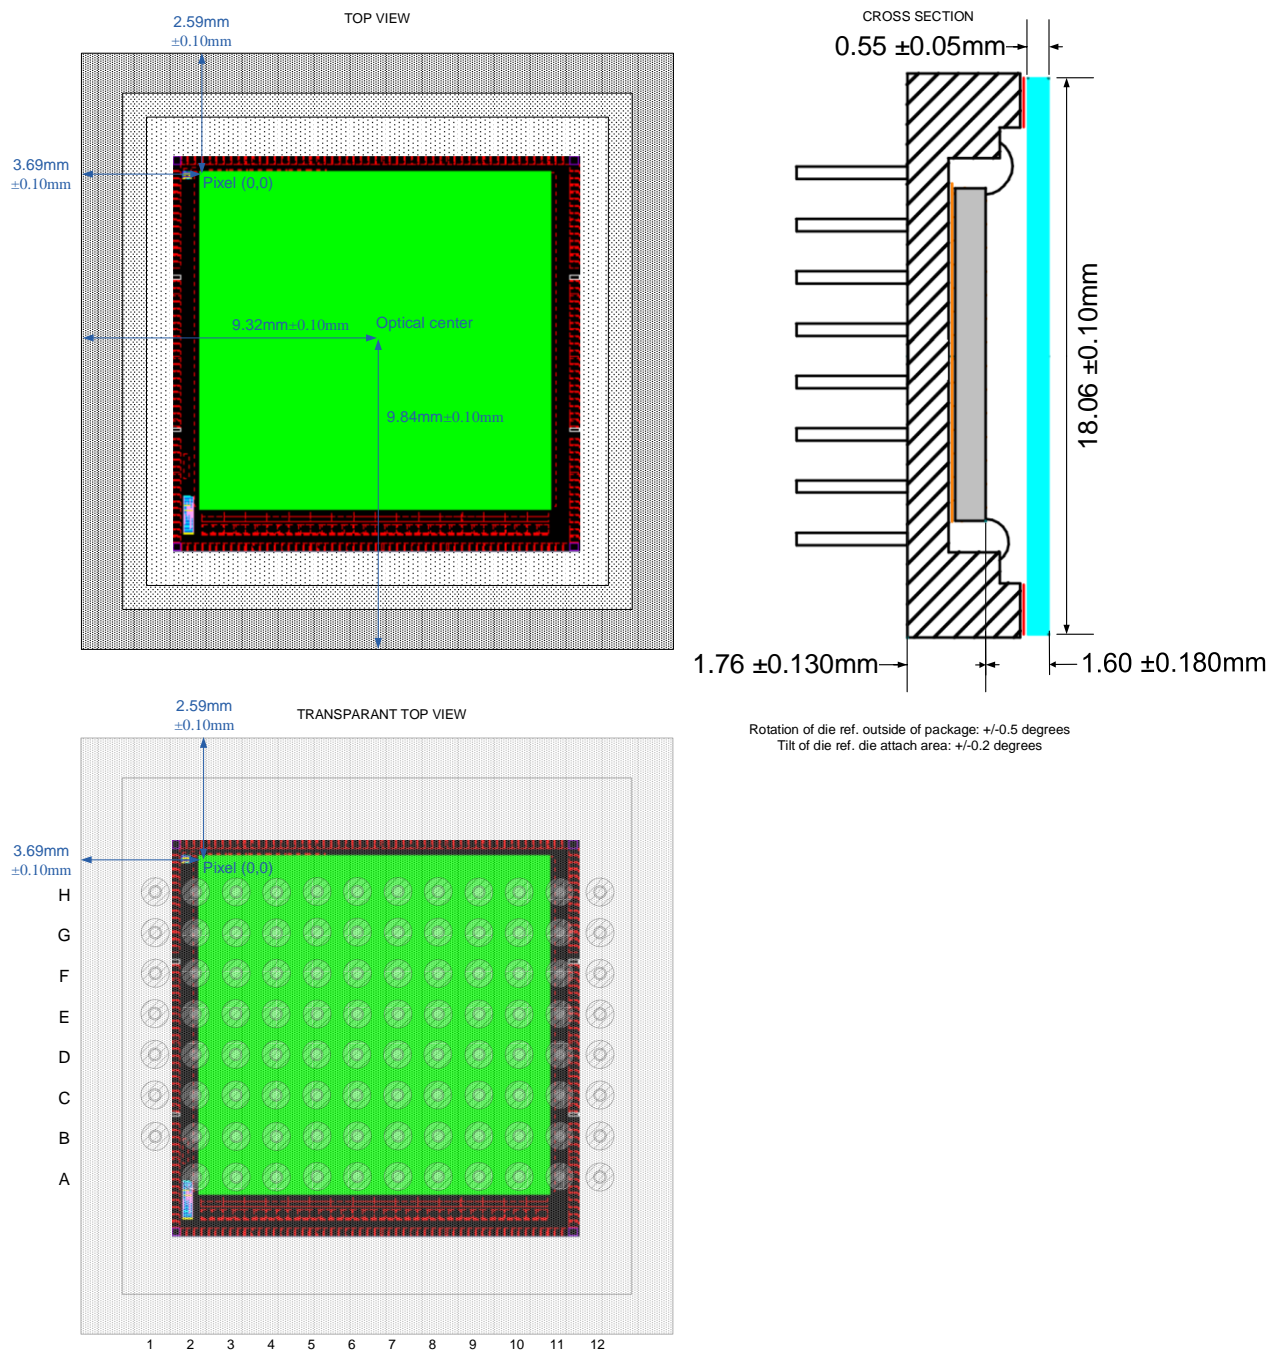 TOP VIEW
2.59mm
±0.10mm
3.69mm
±0.10mm
Pixel (0,0)
9.32mm±0.10mm
Optical center
9.84mm±0.10mm
CROSS SECTION
0.55 ±0.05mm
18.06 ±0.10mm
1.76 ±0.130mm
1.60 ±0.180mm
Rotation of die ref. outside of package: +/-0.5 degrees
Tilt of die ref. die attach area: +/-0.2 degrees
TRANSPARANT TOP VIEW
2.59mm
±0.10mm
3.69mm
±0.10mm
Pixel (0,0)
H
G
F
E
D
C
B
A
1 2 3 4 5 6 7 8 9 10 11 12